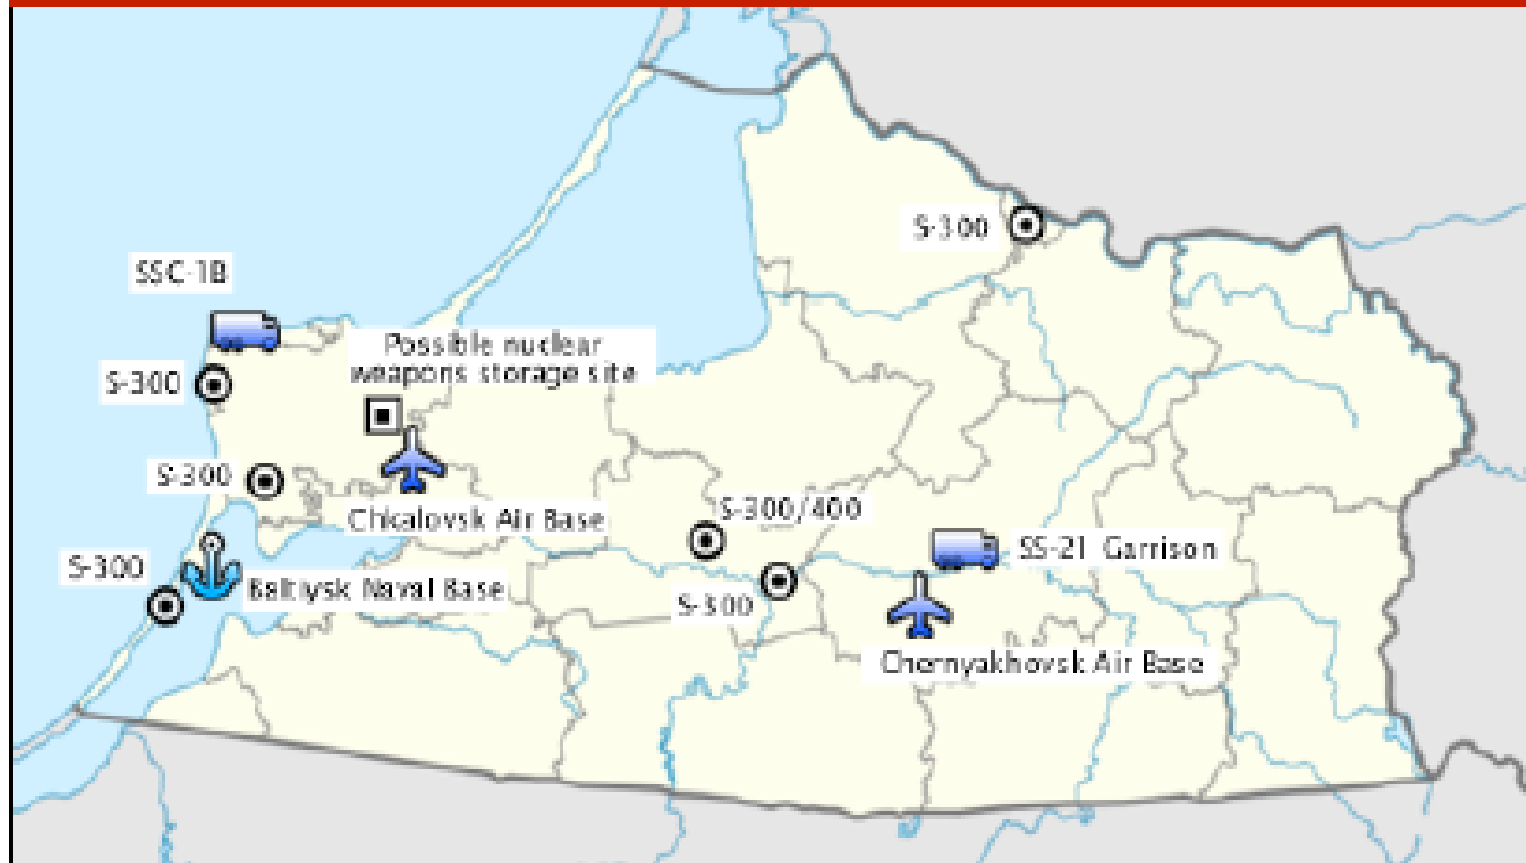 S-300
SSC-1B
Possible nuclear
weapons storage site
S-300
S-300
S-300/400
Chkalovsk Air Base
SS-21 Garrison
S-300
Baltiysk Naval Base
S-300
Chernyakhovsk Air Base